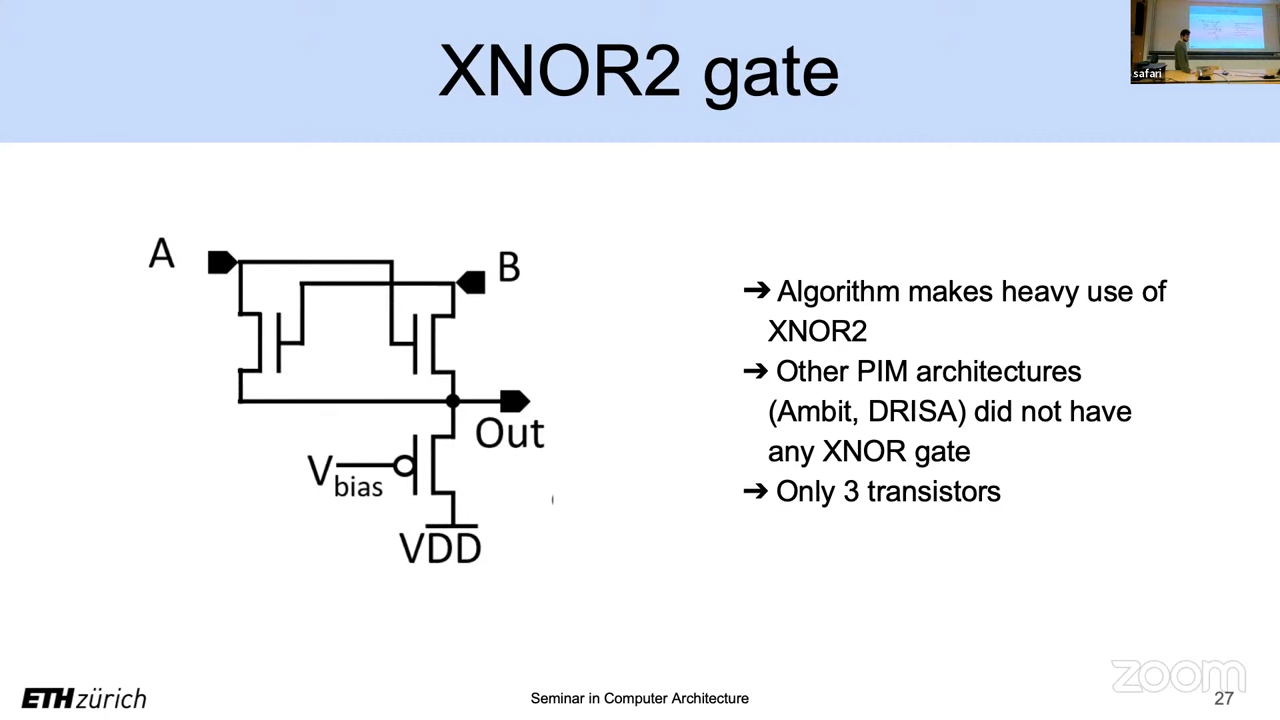 XNOR2 gate
safari
A
B
Out
Vbias
VDD
➔ Algorithm makes heavy use of
XNOR2
➔ Other PIM architectures
(Ambit, DRISA) did not have
any XNOR gate
➔ Only 3 transistors
ETH zürich
Seminar in Computer Architecture
zoom
27